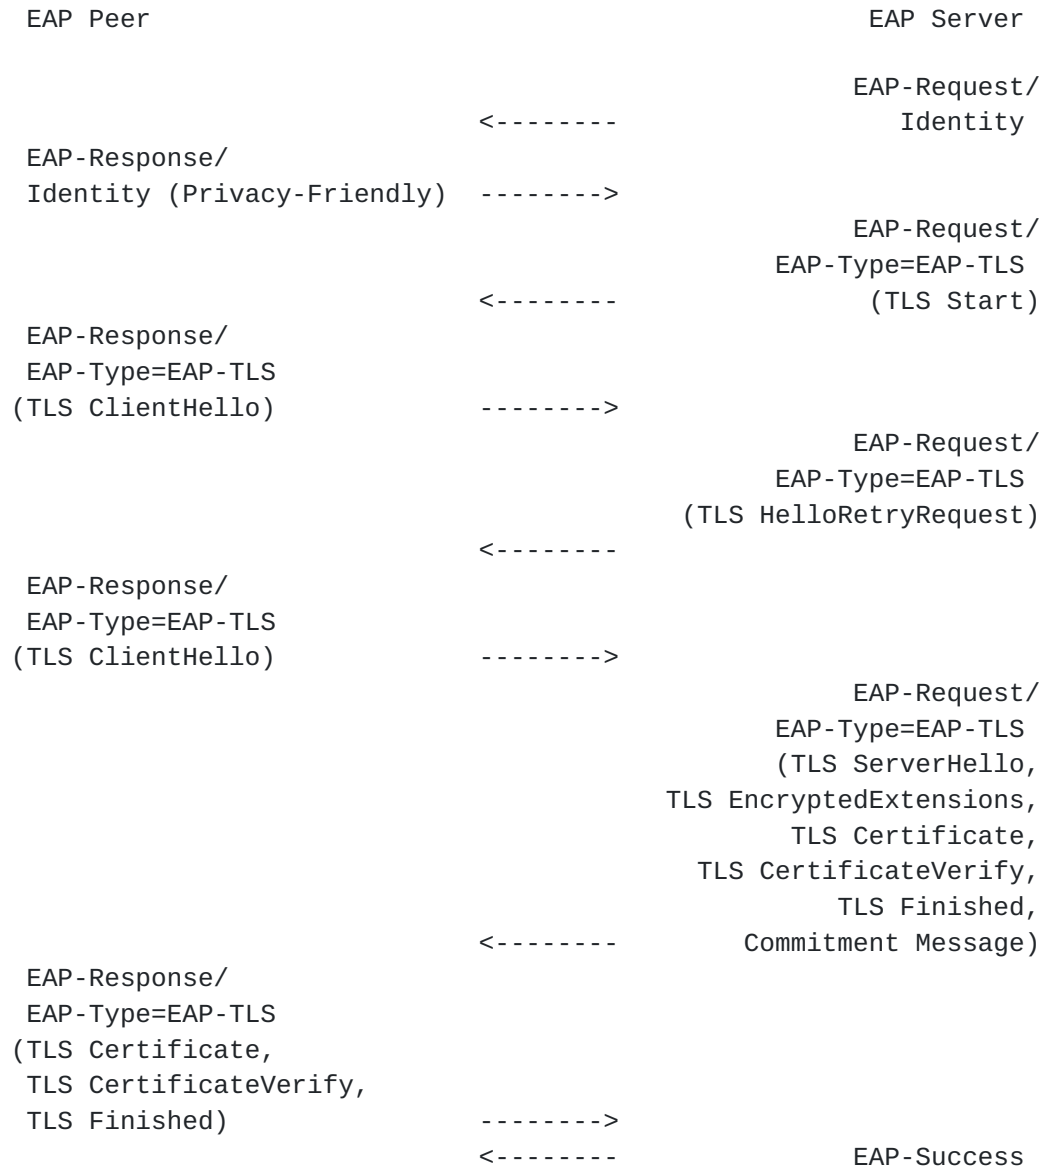 EAP Peer                                              EAP Server

                                                     EAP-Request/
                             <--------                  Identity
EAP-Response/
Identity (Privacy-Friendly)  -------->
                                                     EAP-Request/
                                                EAP-Type=EAP-TLS
                             <--------                (TLS Start)
EAP-Response/
EAP-Type=EAP-TLS
(TLS ClientHello)             -------->
                                                     EAP-Request/
                                                EAP-Type=EAP-TLS
                                          (TLS HelloRetryRequest)
                             <--------
EAP-Response/
EAP-Type=EAP-TLS
(TLS ClientHello)             -------->
                                                     EAP-Request/
                                                EAP-Type=EAP-TLS
                                                (TLS ServerHello,
                                         TLS EncryptedExtensions,
                                                 TLS Certificate,
                                           TLS CertificateVerify,
                                                    TLS Finished,
                             <--------        Commitment Message)
EAP-Response/
EAP-Type=EAP-TLS
(TLS Certificate,
TLS CertificateVerify,
TLS Finished)                -------->
                             <--------               EAP-Success